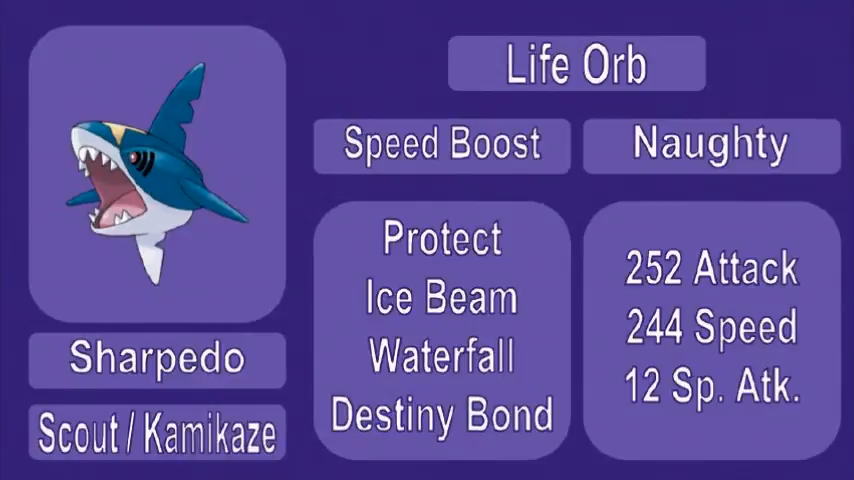 Life Orb
Speed Boost
Naughty
Protect
Ice Beam
Waterfall
Destiny Bond
252 Attack
244 Speed
12 Sp. Atk.
Sharpedo
Scout / Kamikaze